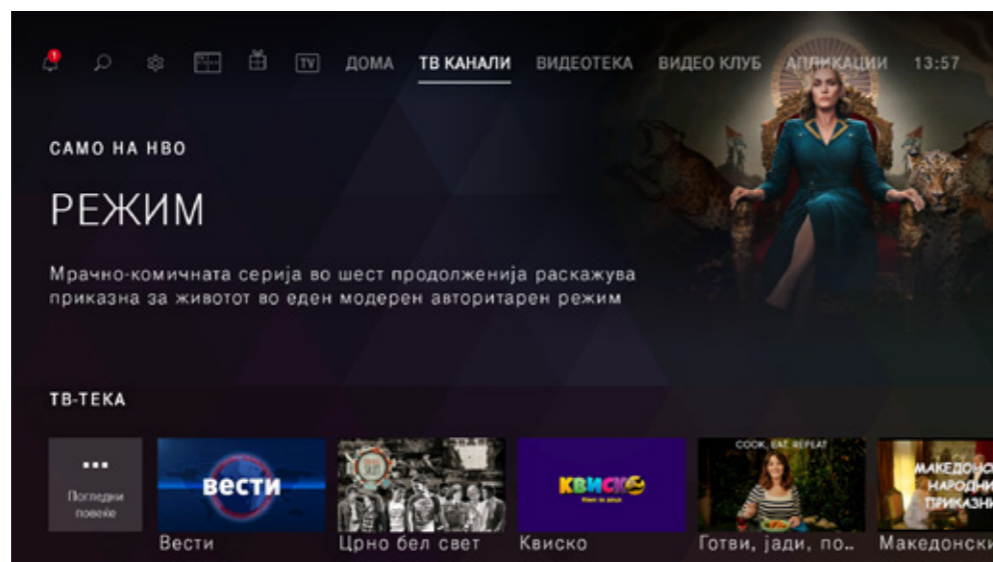 1
TV
ДОМА
ТВ КАНАЛИ
ВИДЕОТЕКА
ВИДЕО КЛУБ
АПЛИКАЦИИ
13:57
САМО НА HBO
РЕЖИМ
Мрачно-комичната серија во шест продолженија раскажува
приказна за животот во еден модерен авторитарен режим
ТВ-ТЕКА
Погледни
повеќе
вести
Вести
Црно бел свет
КВИСКО
Квиско
COOK, EAT, REPEAT
Готви, јади, по...
МАКЕДОНСК
НАРОДНИ
ПРИКАЗНИ
Македонски